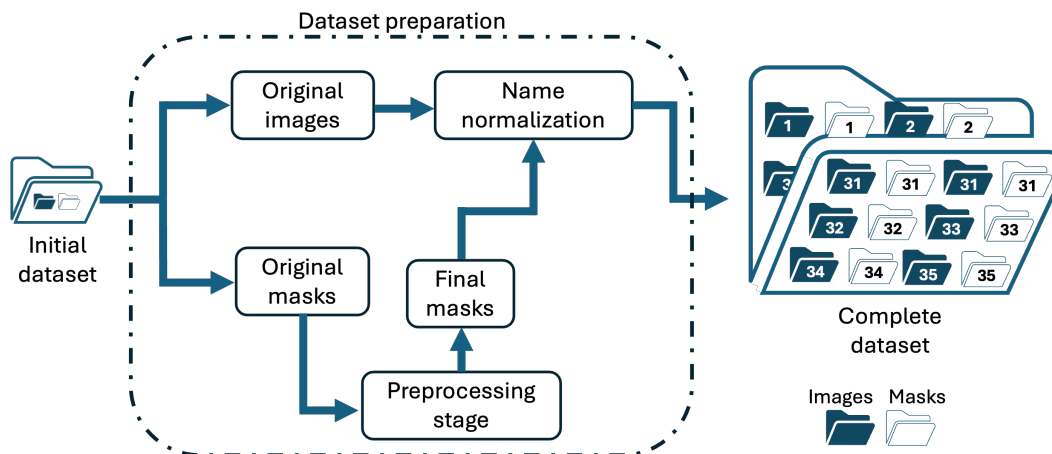 Dataset preparation
Original
images
Name
normalization
Initial
dataset
Original
masks
Final
masks
Preprocessing
stage
1 1 2 2
3
31 31 31 31
32 32 33 33
34 34 35 35
Complete
dataset
Images Masks